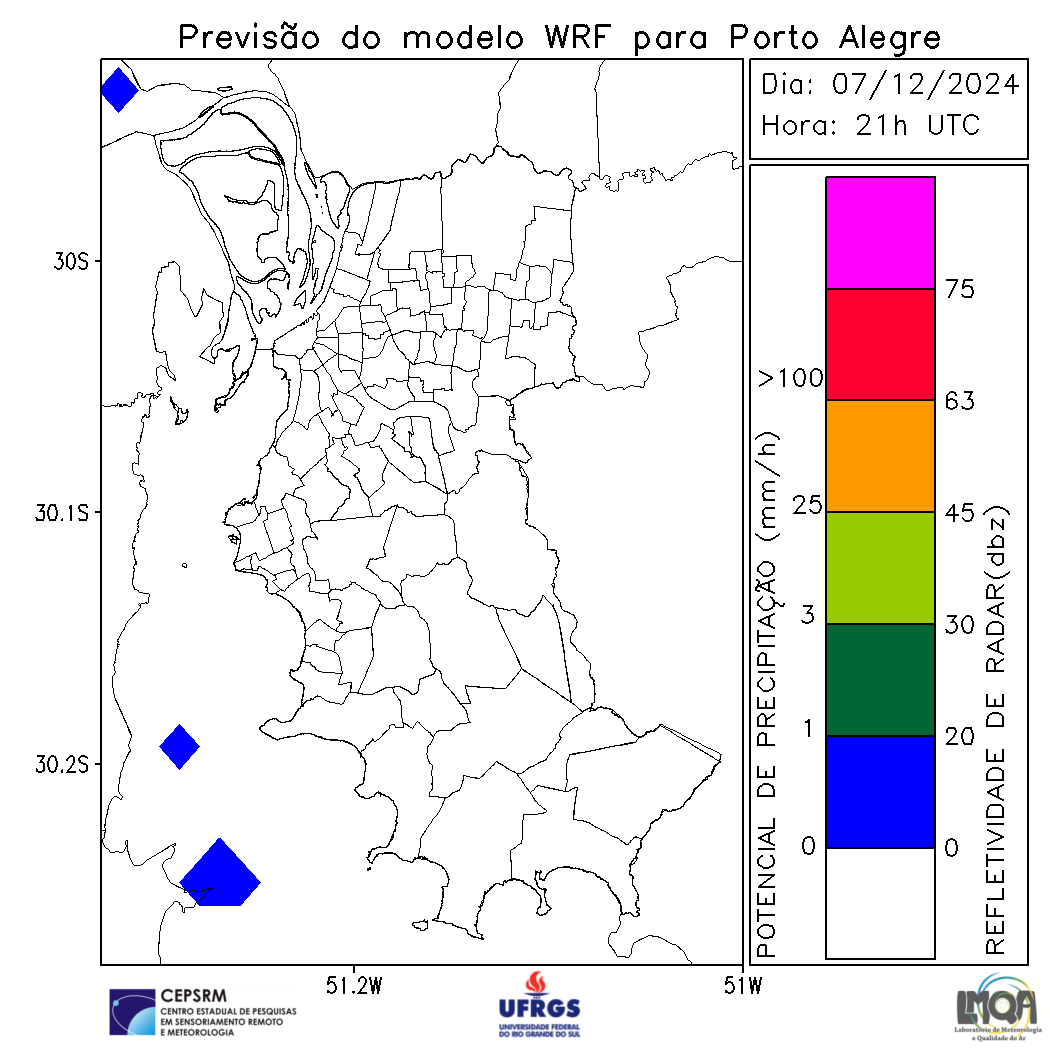 Previsão do modelo WRF para Porto Alegre
Dia: 07/12/2024
Hora: 21h UTC
30S
30.1S
30.2S
51.2W
51W
POTENCIAL DE PRECIPITAÇÃO (mm/h)
>100
25
3
1
0
75
63
45
30
20
0
REFLETIVIDADE DE RADAR(dbz)
CEPSRM
CENTRO ESTADUAL DE PESQUISAS
EM SENSORIAMENTO REMOTO
E METEOROLOGIA
UFRGS
UNIVERSIDADE FEDERAL
DO RIO GRANDE DO SUL
LMQA
Laboratório de Meteorologia
e Qualidade do Ar